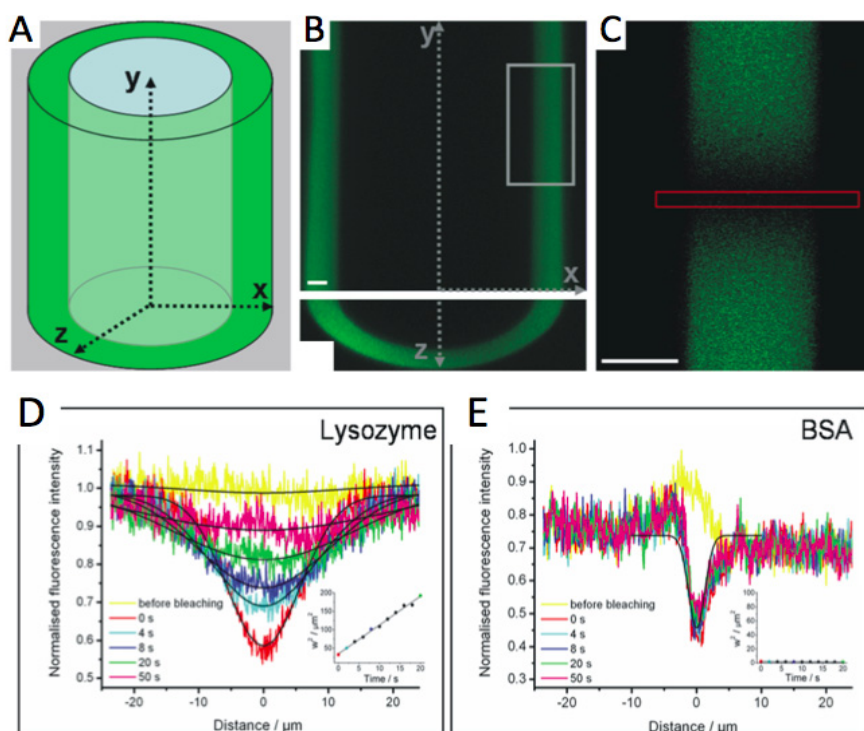 A
y
x
z
B
y
x
z
C
D
Lysozyme
Normalised fluorescence intensity
1.1
1.0
0.9
0.8
0.7
0.6
0.5
before bleaching
0 s
4 s
8 s
20 s
50 s
w² / µm²
200
150
100
50
0 5 10 15 20
Time / s
-20 -10 0 10 20
Distance / µm
E
BSA
Normalised fluorescence intensity
1.0
0.9
0.8
0.7
0.6
0.5
0.4
0.3
before bleaching
0 s
4 s
8 s
20 s
50 s
w² / µm²
100
80
60
40
20
0
0 5 10 15 20
Time / s
-20 -10 0 10 20
Distance / µm